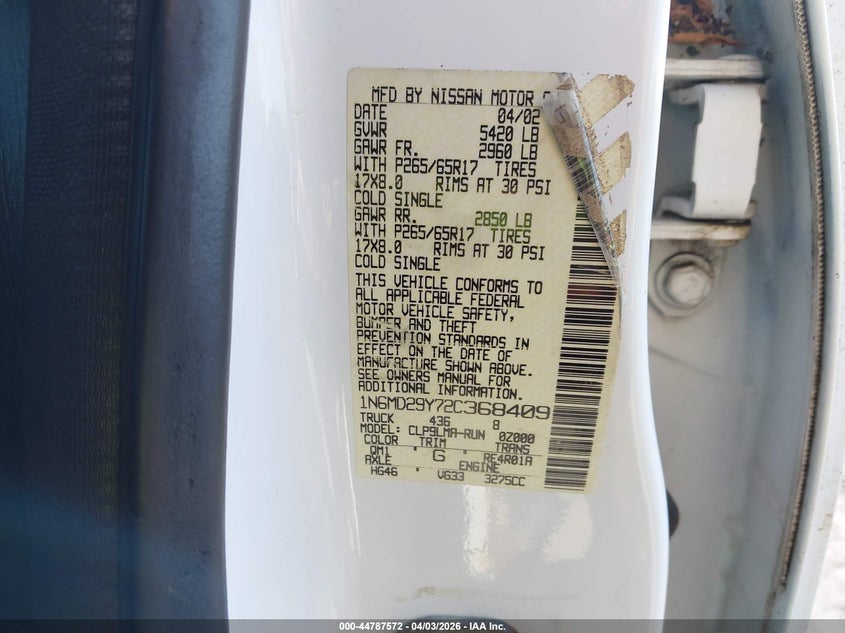 MFD BY NISSAN MOTOR
DATE 04/02
GVWR 5420 LB
GAWR FR. 2960 LB
WITH P265/65R17 TIRES
17X8.0 RIMS AT 30 PSI
COLD SINGLE
GAWR RR. 2850 LB
WITH P265/65R17 TIRES
17X8.0 RIMS AT 30 PSI
COLD SINGLE
THIS VEHICLE CONFORMS TO
ALL APPLICABLE FEDERAL
MOTOR VEHICLE SAFETY,
BUMPER AND THEFT
PREVENTION STANDARDS IN
EFFECT ON THE DATE OF
MANUFACTURE SHOWN ABOVE.
SEE OWNERS MANUAL FOR
ADDITIONAL INFORMATION.
1N6MD29Y72C368409
TRUCK 436 8
MODEL: CLP9LMA-RUN 0Z000
COLOR TRIM TRANS
QM1 G RE4R01A
AXLE ENGINE
HG46 VG33 3275CC
000-44787572 — 04/03/2026 — IAA Inc.